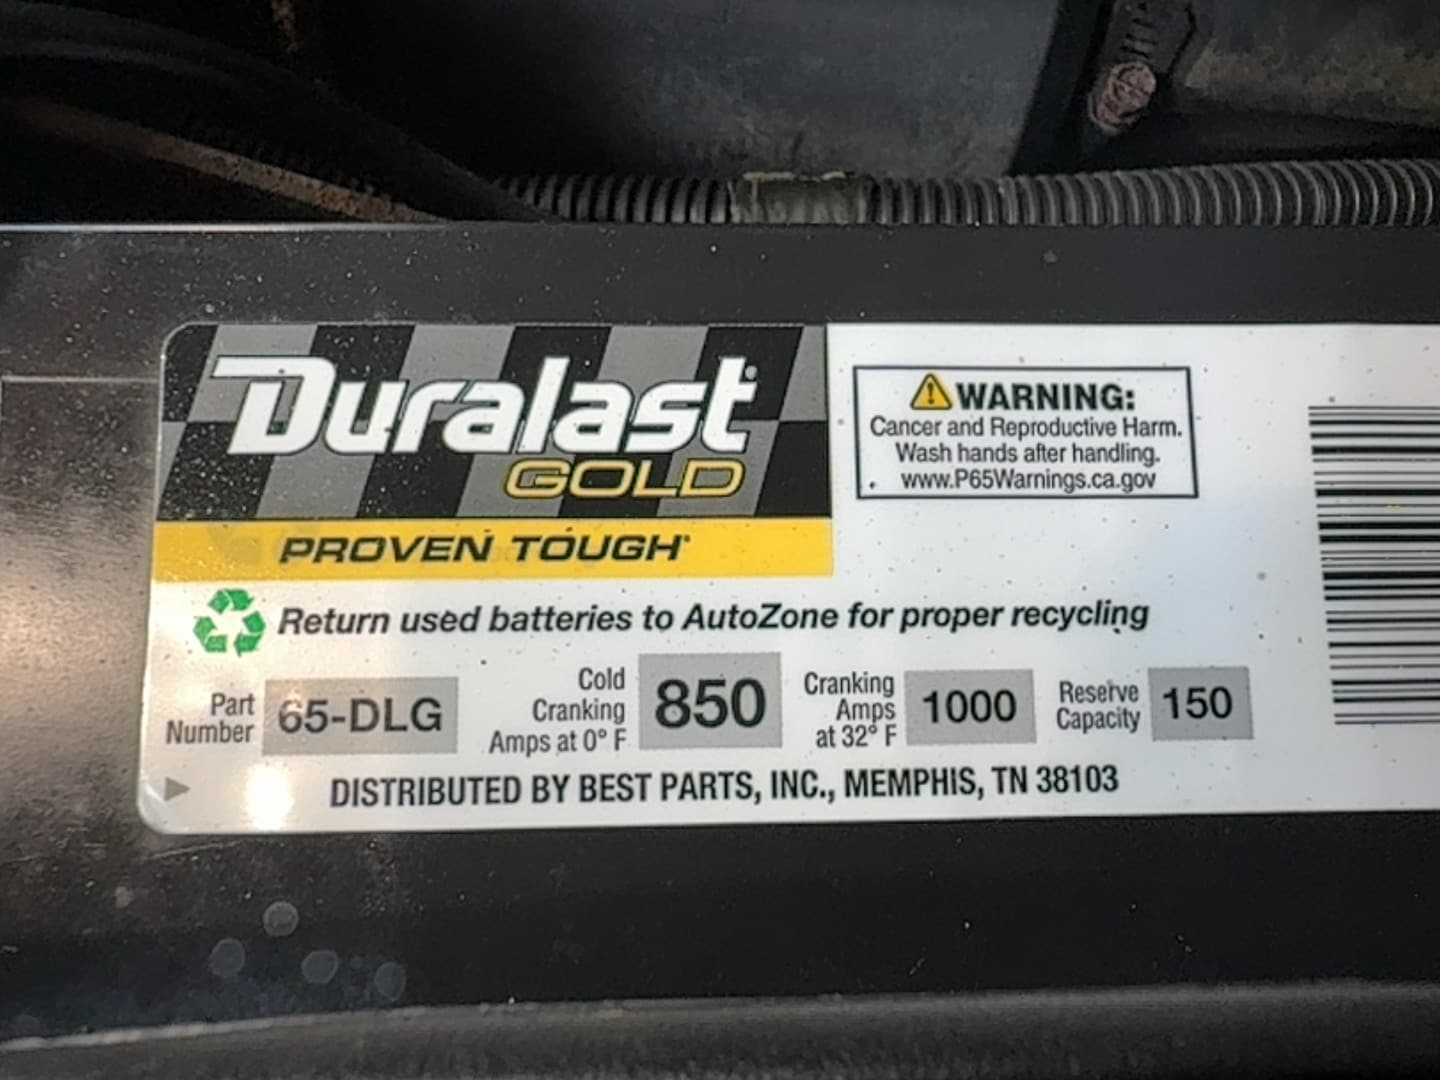 Duralast
GOLD
PROVEN TOUGH
WARNING:
Cancer and Reproductive Harm.
Wash hands after handling.
www.P65Warnings.ca.gov
Return used batteries to AutoZone for proper recycling
Part
Number
65-DLG
Cold
Cranking
Amps at 0° F
850
Cranking
Amps
at 32° F
1000
Reserve
Capacity
150
DISTRIBUTED BY BEST PARTS, INC., MEMPHIS, TN 38103